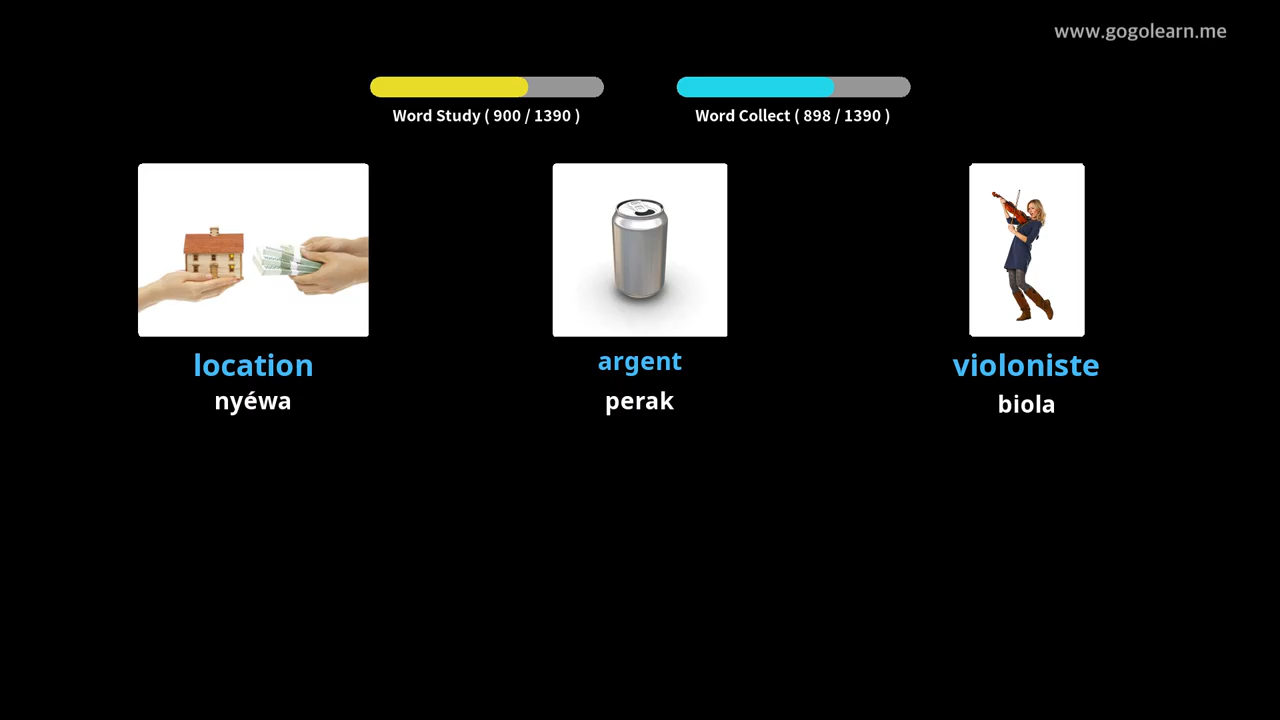 www.gogolearn.me
Word Study ( 900 / 1390 )
Word Collect ( 898 / 1390 )
location
nyéwa
argent
perak
violoniste
biola